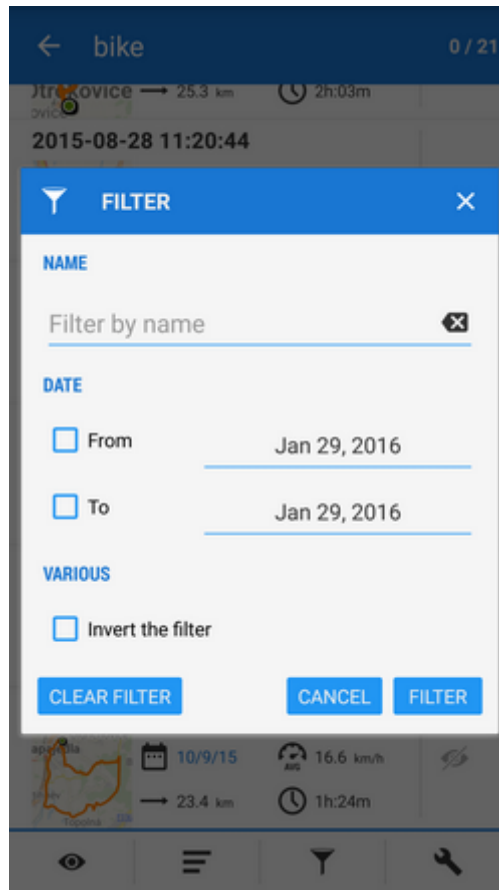 bike
0 / 21
25.3 km
2h:03m
2015-08-28 11:20:44
FILTER
NAME
Filter by name
DATE
From
Jan 29, 2016
To
Jan 29, 2016
VARIOUS
Invert the filter
CLEAR FILTER
CANCEL
FILTER
10/9/15
AVG
16.6 km/h
23.4 km
1h:24m
Topolná